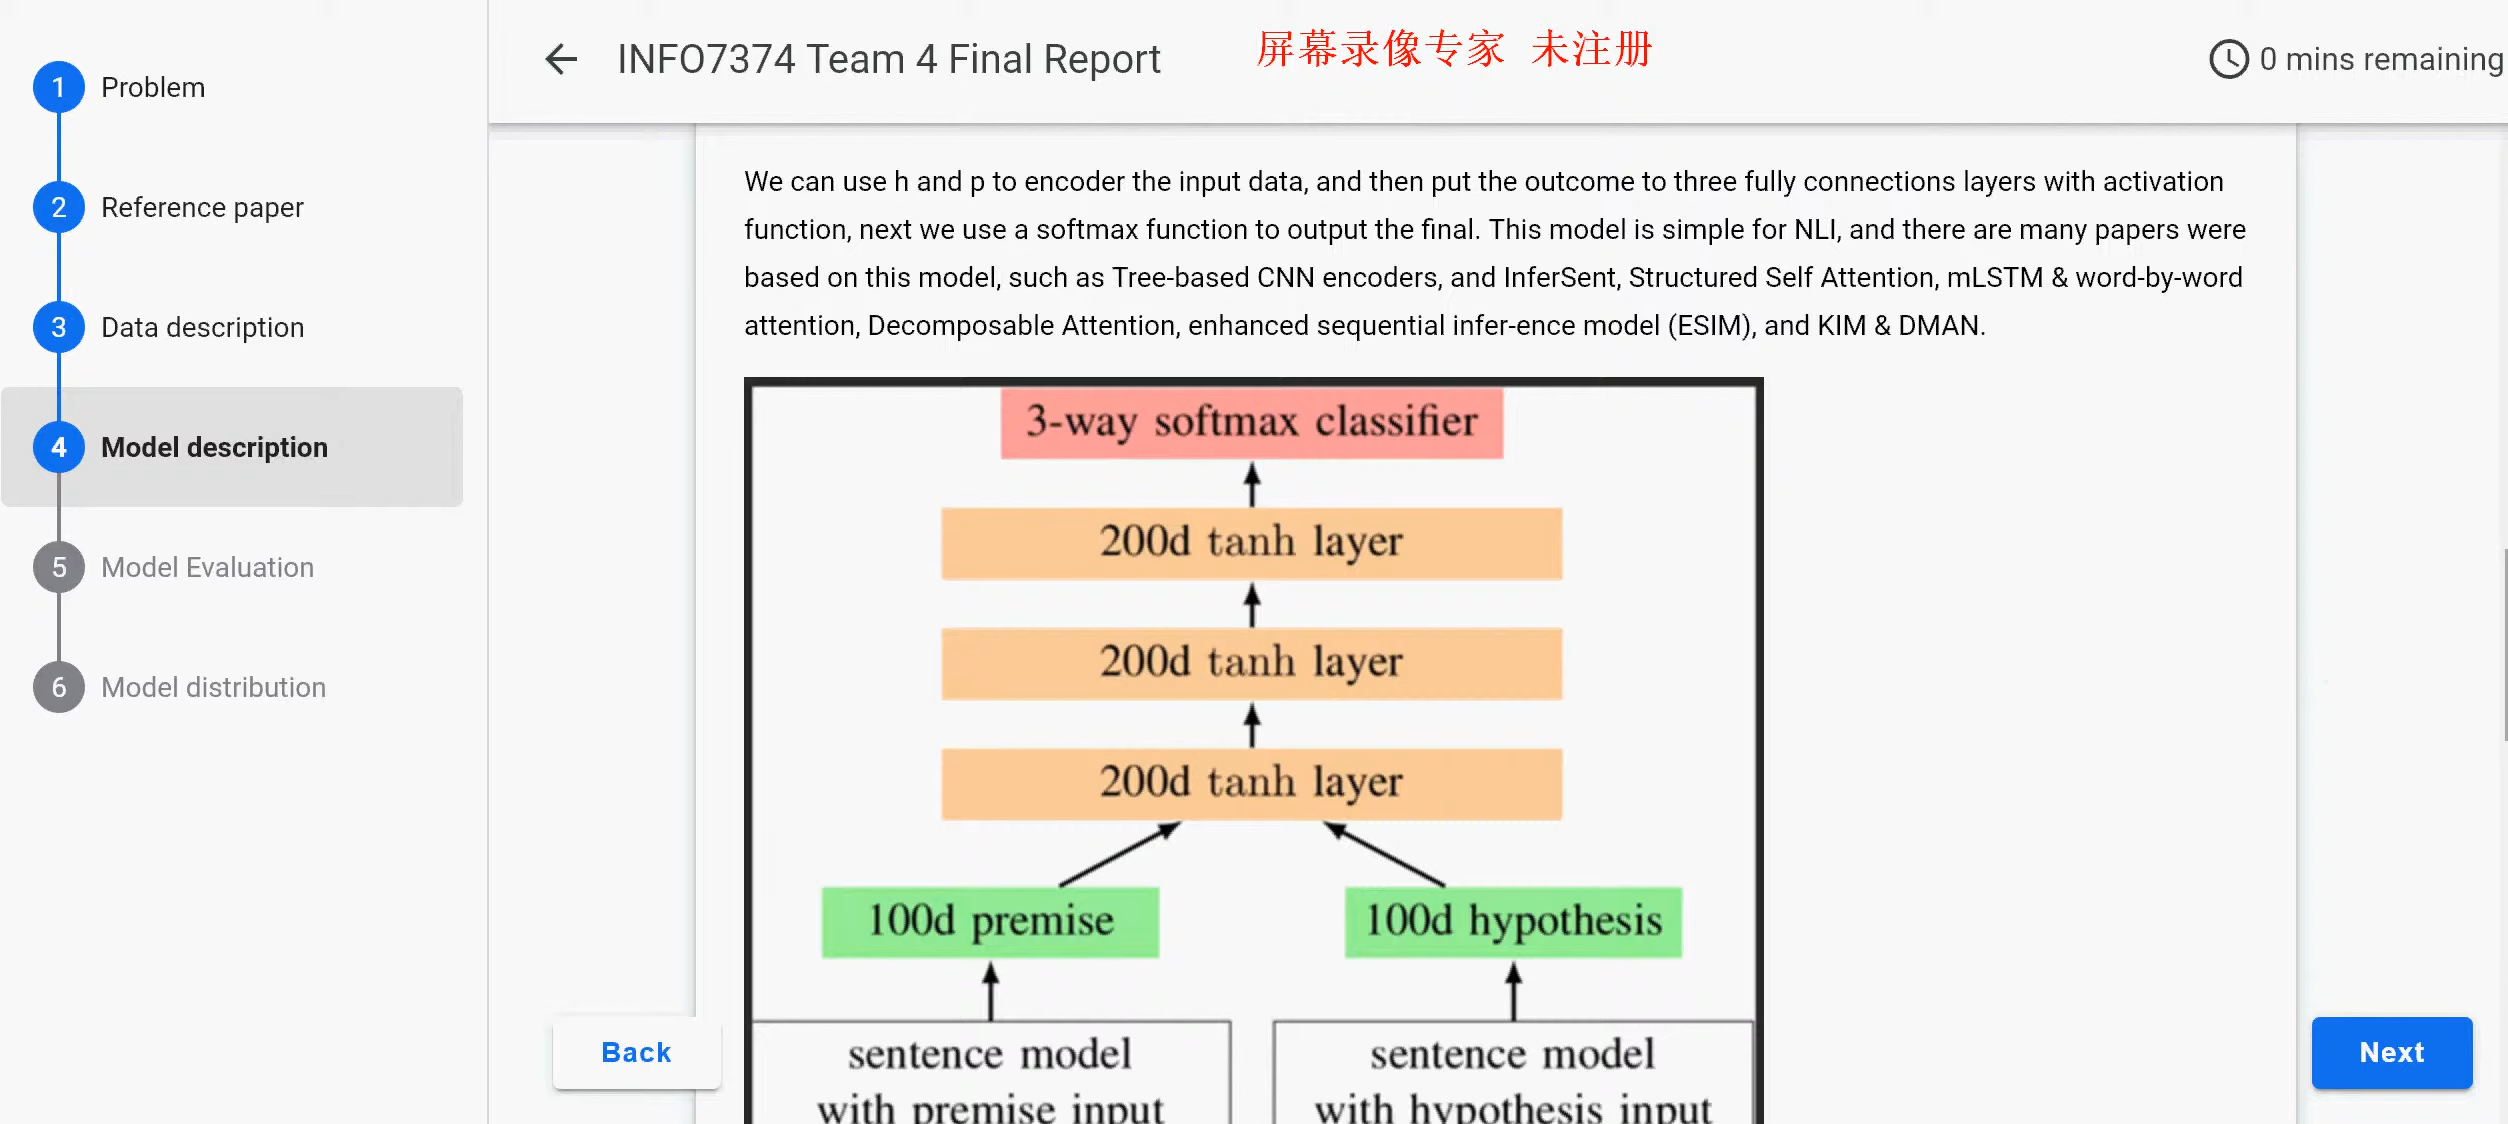 1 Problem
2 Reference paper
3 Data description
4 Model description
5 Model Evaluation
6 Model distribution
INFO7374 Team 4 Final Report
屏幕录像专家 未注册
0 mins remaining
We can use h and p to encoder the input data, and then put the outcome to three fully connections layers with activation
function, next we use a softmax function to output the final. This model is simple for NLI, and there are many papers were
based on this model, such as Tree-based CNN encoders, and InferSent, Structured Self Attention, mLSTM & word-by-word
attention, Decomposable Attention, enhanced sequential infer-ence model (ESIM), and KIM & DMAN.
3-way softmax classifier
200d tanh layer
200d tanh layer
200d tanh layer
100d premise
100d hypothesis
sentence model
with premise input
sentence model
with hypothesis input
Back
Next